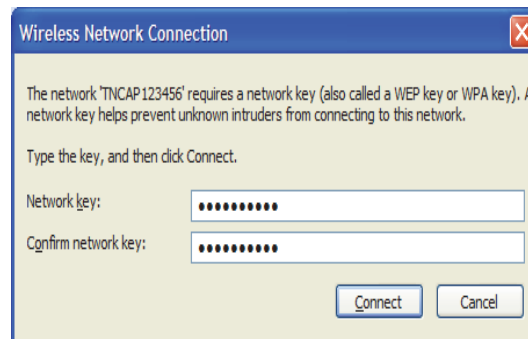 Wireless Network Connection
The network 'TNCAP123456' requires a network key (also called a WEP key or WPA key). A
network key helps prevent unknown intruders from connecting to this network.
Type the key, and then click Connect.
Network key: ••••••••••
Confirm network key: ••••••••••
Connect Cancel